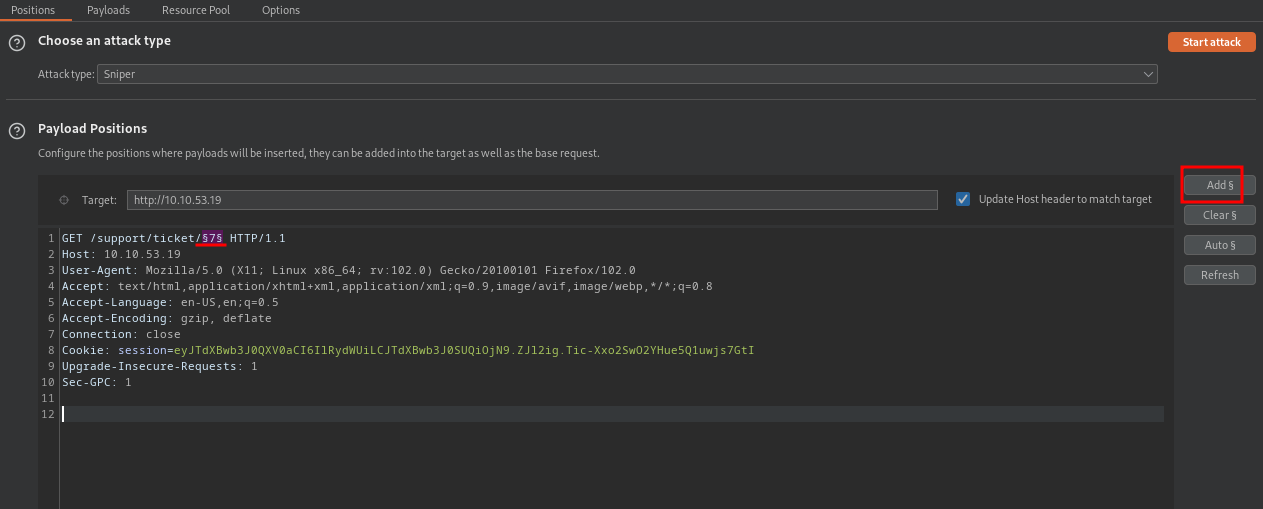 Positions Payloads Resource Pool Options
Choose an attack type
Start attack
Attack type: Sniper
Payload Positions
Configure the positions where payloads will be inserted, they can be added into the target as well as the base request.
Target: http://10.10.53.19
Update Host header to match target
Add §
Clear §
Auto §
Refresh
1 GET /support/ticket/§7§ HTTP/1.1
2 Host: 10.10.53.19
3 User-Agent: Mozilla/5.0 (X11; Linux x86_64; rv:102.0) Gecko/20100101 Firefox/102.0
4 Accept: text/html,application/xhtml+xml,application/xml;q=0.9,image/avif,image/webp,*/*;q=0.8
5 Accept-Language: en-US,en;q=0.5
6 Accept-Encoding: gzip, deflate
7 Connection: close
8 Cookie: session=eyJTdXBwb3J0QXV0aCI6IlRydWUiLCJTdXBwb3J0SUQiOjN9.ZJl2ig.Tic-Xxo2SwO2YHue5Q1uwjs7GtI
9 Upgrade-Insecure-Requests: 1
10 Sec-GPC: 1
11
12